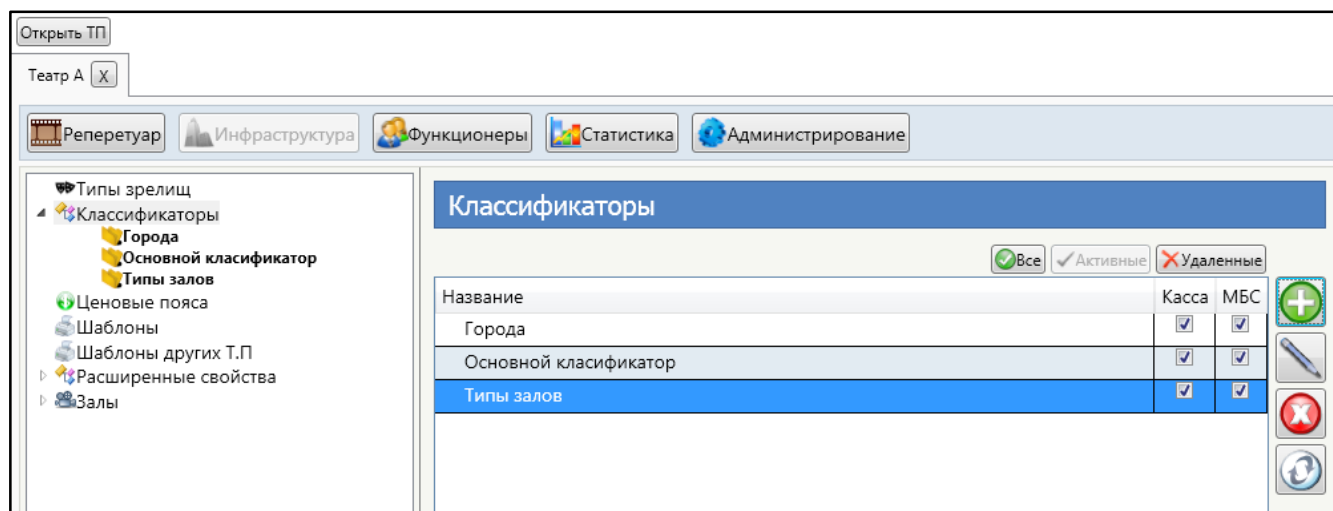 Открыть ТП
Театр А X
Реперетуар Инфраструктура Функционеры Статистика Администрирование
Типы зрелищ
Классификаторы
Города
Основной класификатор
Типы залов
Ценовые пояса
Шаблоны
Шаблоны других Т.П
Расширенные свойства
Залы
Классификаторы
Все Активные Удаленные
Название Касса МБС
Города
Основной класификатор
Типы залов